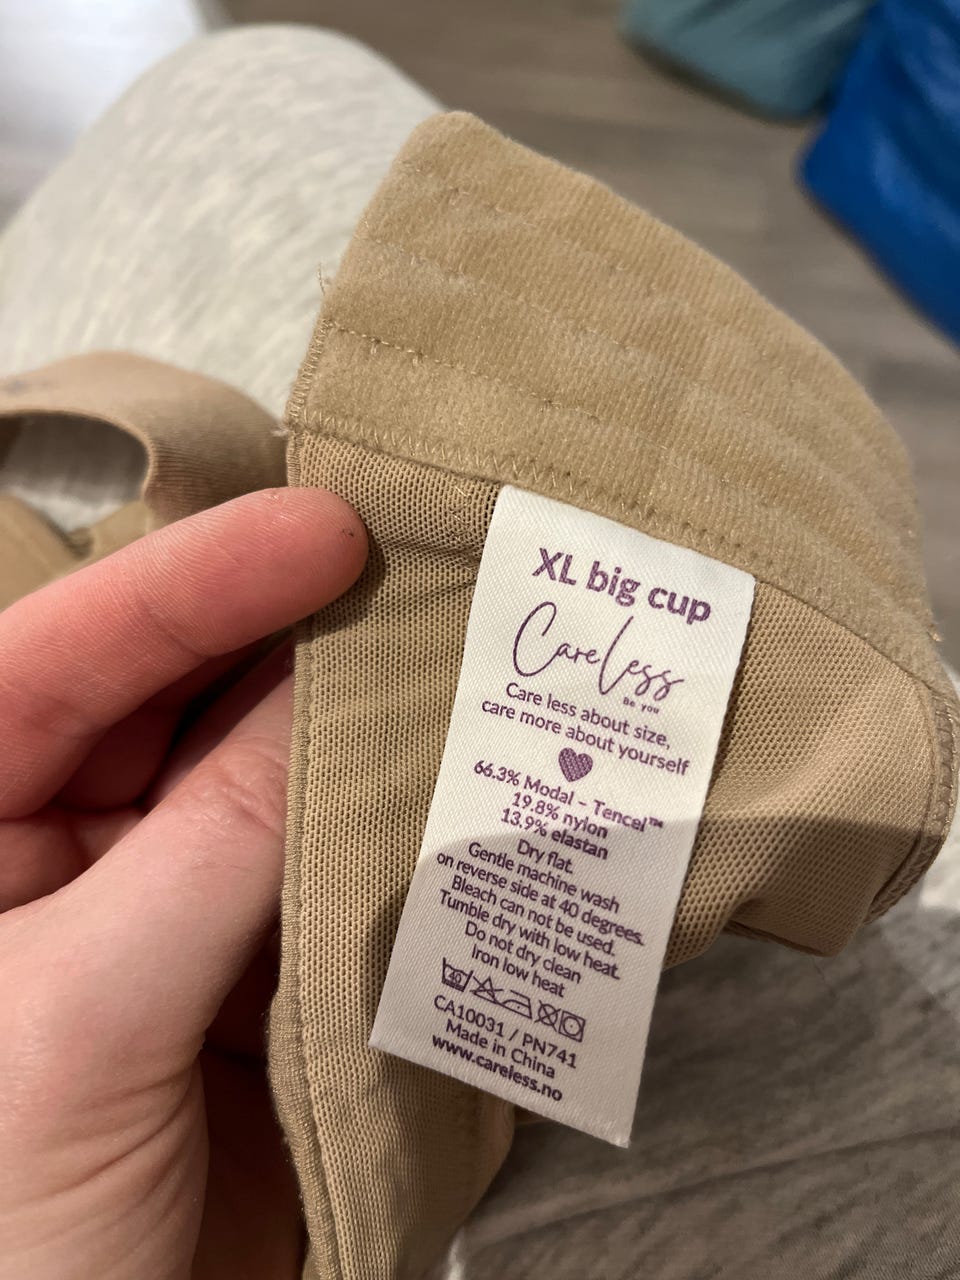 XL big cup
CareLess
Be you
Care less about size,
care more about yourself
66.3% Modal – Tencel™
19.8% nylon
13.9% elastan
Dry flat.
Gentle machine wash
on reverse side at 40 degrees.
Bleach can not be used.
Tumble dry with low heat.
Do not dry clean
Iron low heat
40
CA10031 / PN741
Made in China
www.careless.no